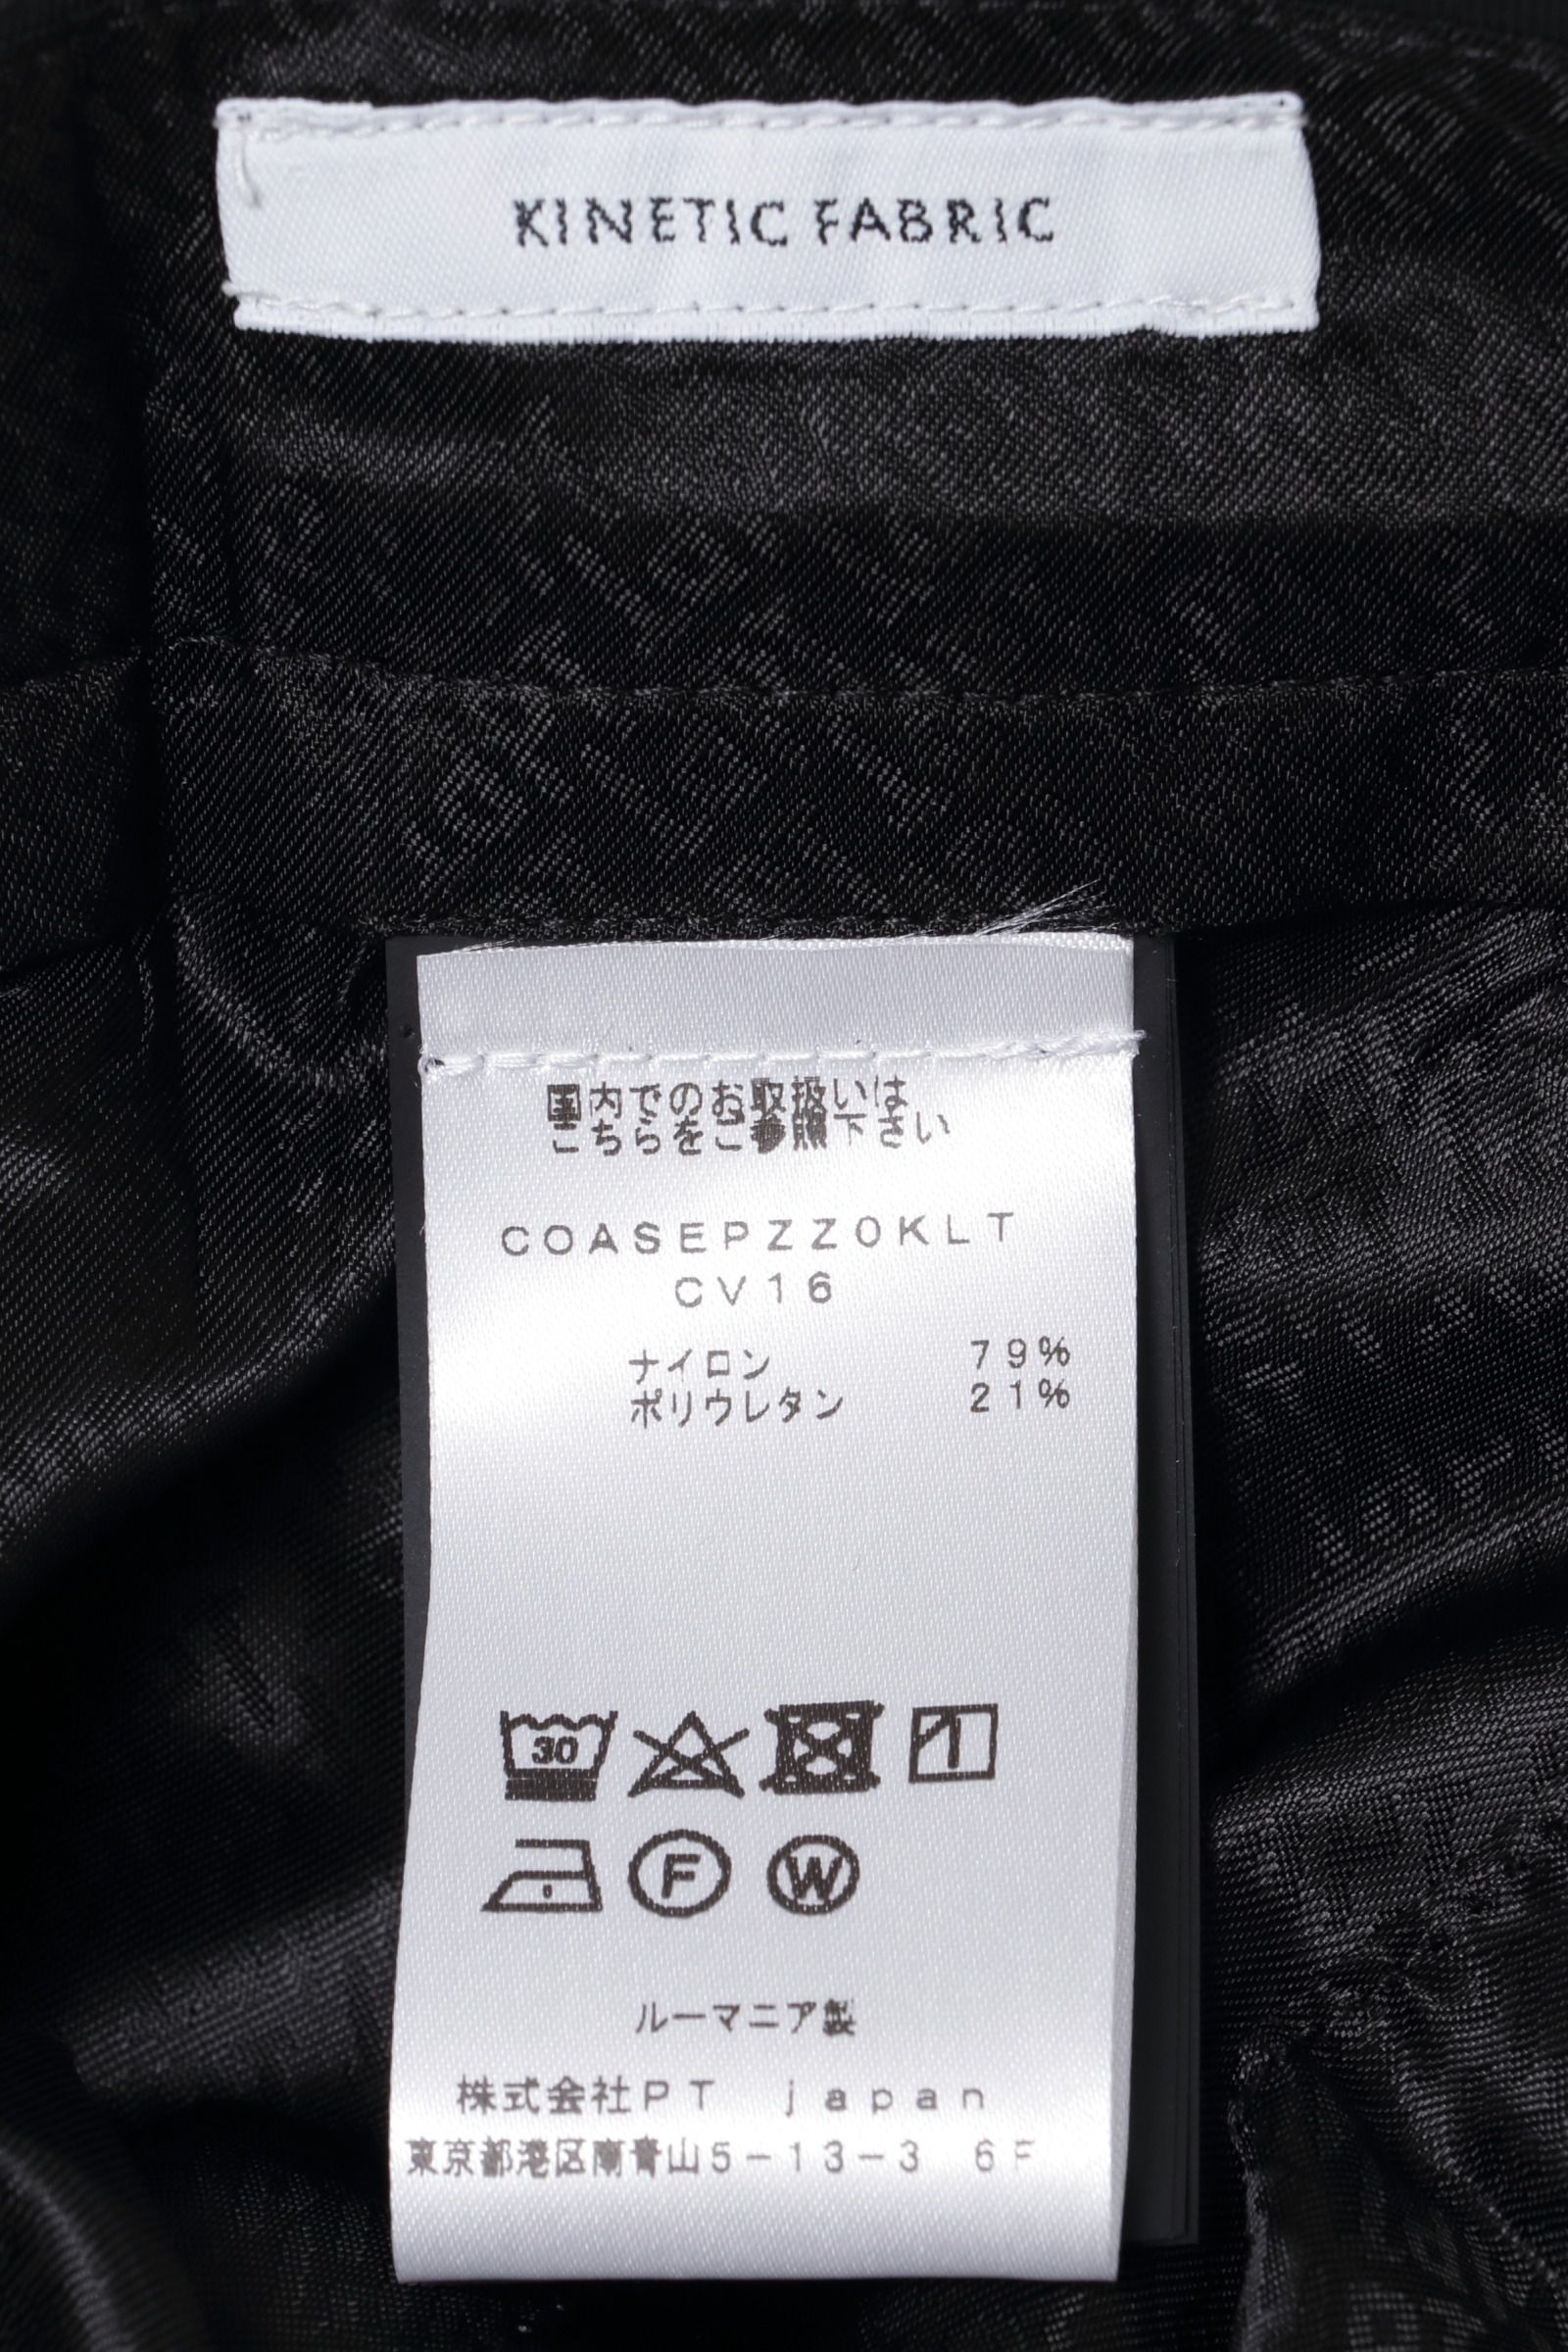 KINETIC FABRIC
国内でのお取扱いは
こちらをご参照下さい
COASEPZZ0KLT
CV16
ナイロン 79%
ポリウレタン 21%
30
1
F W
ルーマニア製
株式会社PT japan
東京都港区南青山5-13-3 6F